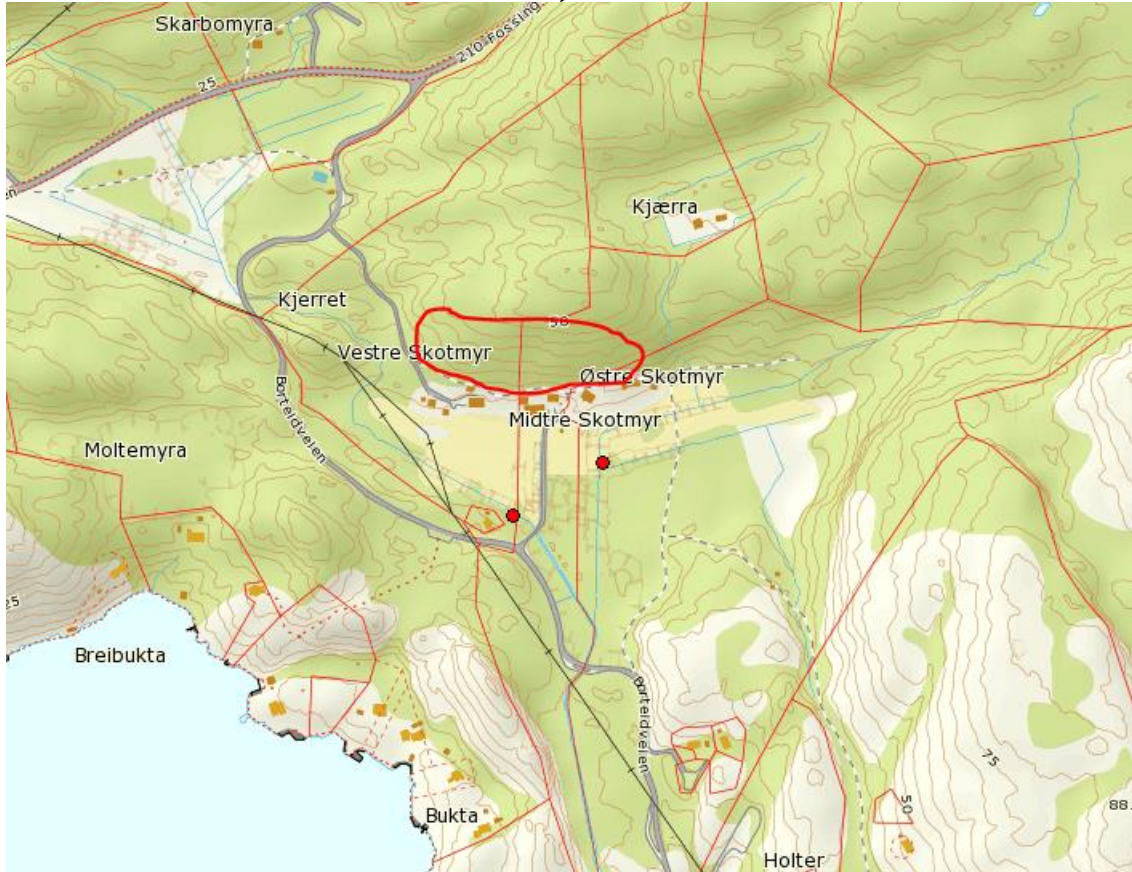 Skarbomyra
210 Fossing
25
Kjærra
Kjerret
50
Vestre Skotmyr
Østre Skotmyr
Midtre Skotmyr
Borteidveien
Moltemyra
25
Breibukta
Borteidveien
75
50
88.
Bukta
Holter